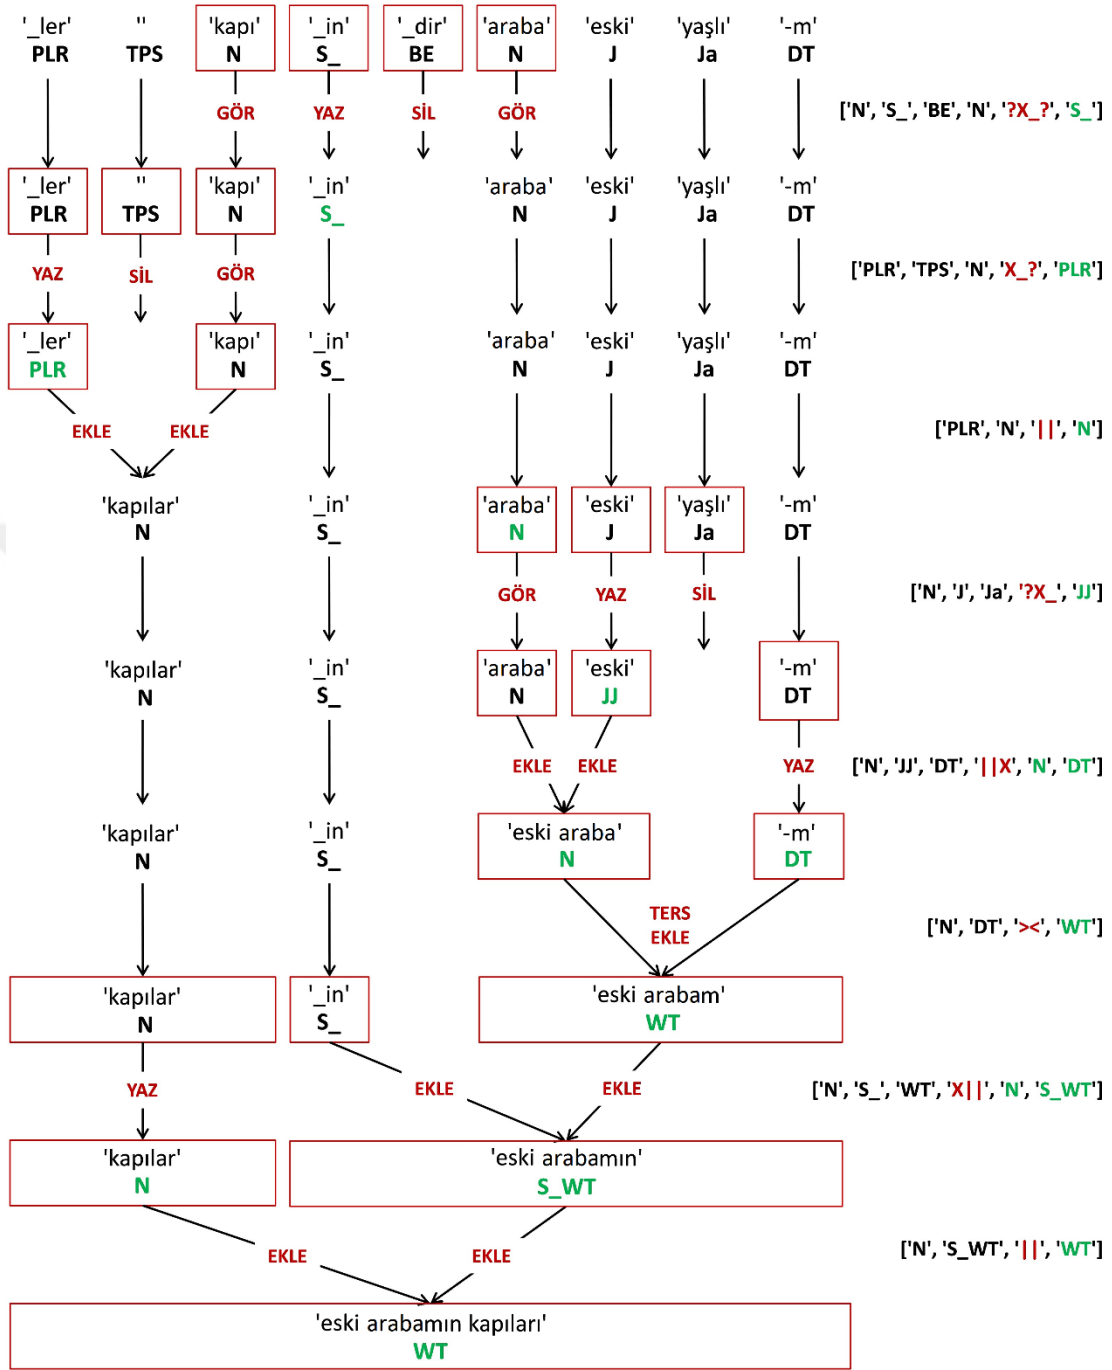 '_ler' '' 'kapı' '_in' '_dir' 'araba' 'eski' 'yaşlı' '-m'
PLR TPS N S_ BE N J Ja DT
GÖR YAZ SİL GÖR ['N', 'S_', 'BE', 'N', '?X_?', 'S_']
'_ler' '' 'kapı' '_in' 'araba' 'eski' 'yaşlı' '-m'
PLR TPS N S_ N J Ja DT
YAZ SİL GÖR ['PLR', 'TPS', 'N', 'X_?', 'PLR']
'_ler' 'kapı' '_in' 'araba' 'eski' 'yaşlı' '-m'
PLR N S_ N J Ja DT
EKLE EKLE ['PLR', 'N', '||', 'N']
'kapılar' '_in' 'araba' 'eski' 'yaşlı' '-m'
N S_ N J Ja DT
GÖR YAZ SİL ['N', 'J', 'Ja', '?X_', 'JJ']
'kapılar' '_in' 'araba' 'eski' '-m'
N S_ N JJ DT
EKLE EKLE YAZ ['N', 'JJ', 'DT', '||X', 'N', 'DT']
'kapılar' '_in' 'eski araba' '-m'
N S_ N DT
TERS
EKLE ['N', 'DT', '><', 'WT']
'kapılar' '_in' 'eski arabam'
N S_ WT
YAZ EKLE EKLE ['N', 'S_', 'WT', 'X||', 'N', 'S_WT']
'kapılar' 'eski arabamın'
N S_WT
EKLE EKLE ['N', 'S_WT', '||', 'WT']
'eski arabamın kapıları'
WT